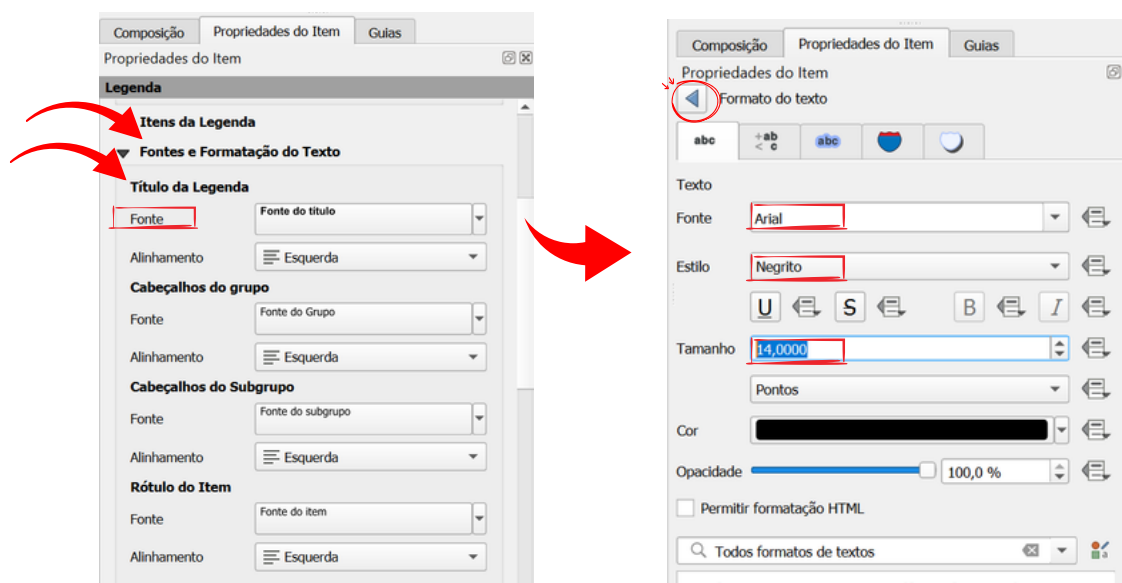 Composição Propriedades do Item Guias
Propriedades do Item
Legenda
Itens da Legenda
Fontes e Formatação do Texto
Título da Legenda
Fonte Fonte do título
Alinhamento Esquerda
Cabeçalhos do grupo
Fonte Fonte do Grupo
Alinhamento Esquerda
Cabeçalhos do Subgrupo
Fonte Fonte do subgrupo
Alinhamento Esquerda
Rótulo do Item
Fonte Fonte do item
Alinhamento Esquerda
Composição Propriedades do Item Guias
Propriedades do Item
Formato do texto
abc +ab abc
< c
Texto
Fonte Arial
Estilo Negrito
U S B I
Tamanho 14,0000
Pontos
Cor
Opacidade 100,0 %
Permitir formatação HTML
Todos formatos de textos a